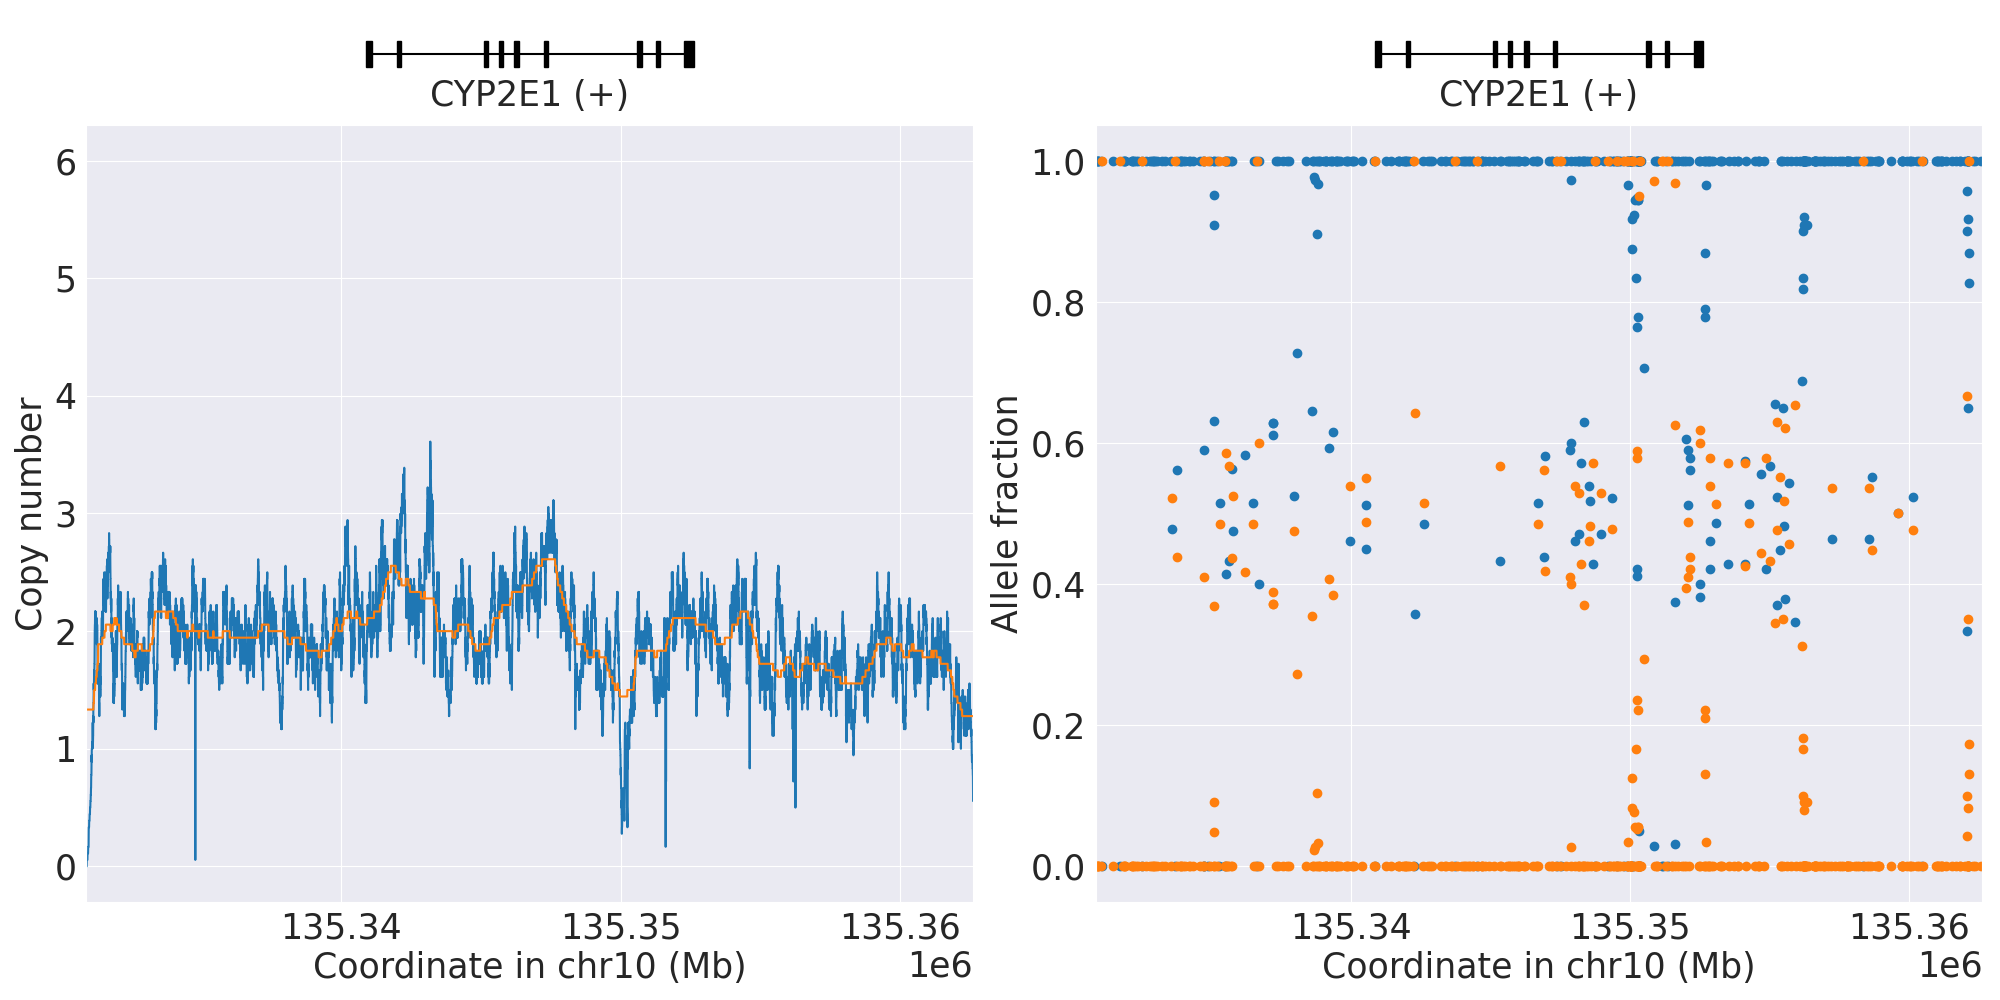 CYP2E1 (+)
6
5
4
3
2
1
0
Copy number
135.34 135.35 135.36
Coordinate in chr10 (Mb)
1e6
CYP2E1 (+)
1.0
0.8
0.6
0.4
0.2
0.0
Allele fraction
135.34 135.35 135.36
Coordinate in chr10 (Mb)
1e6